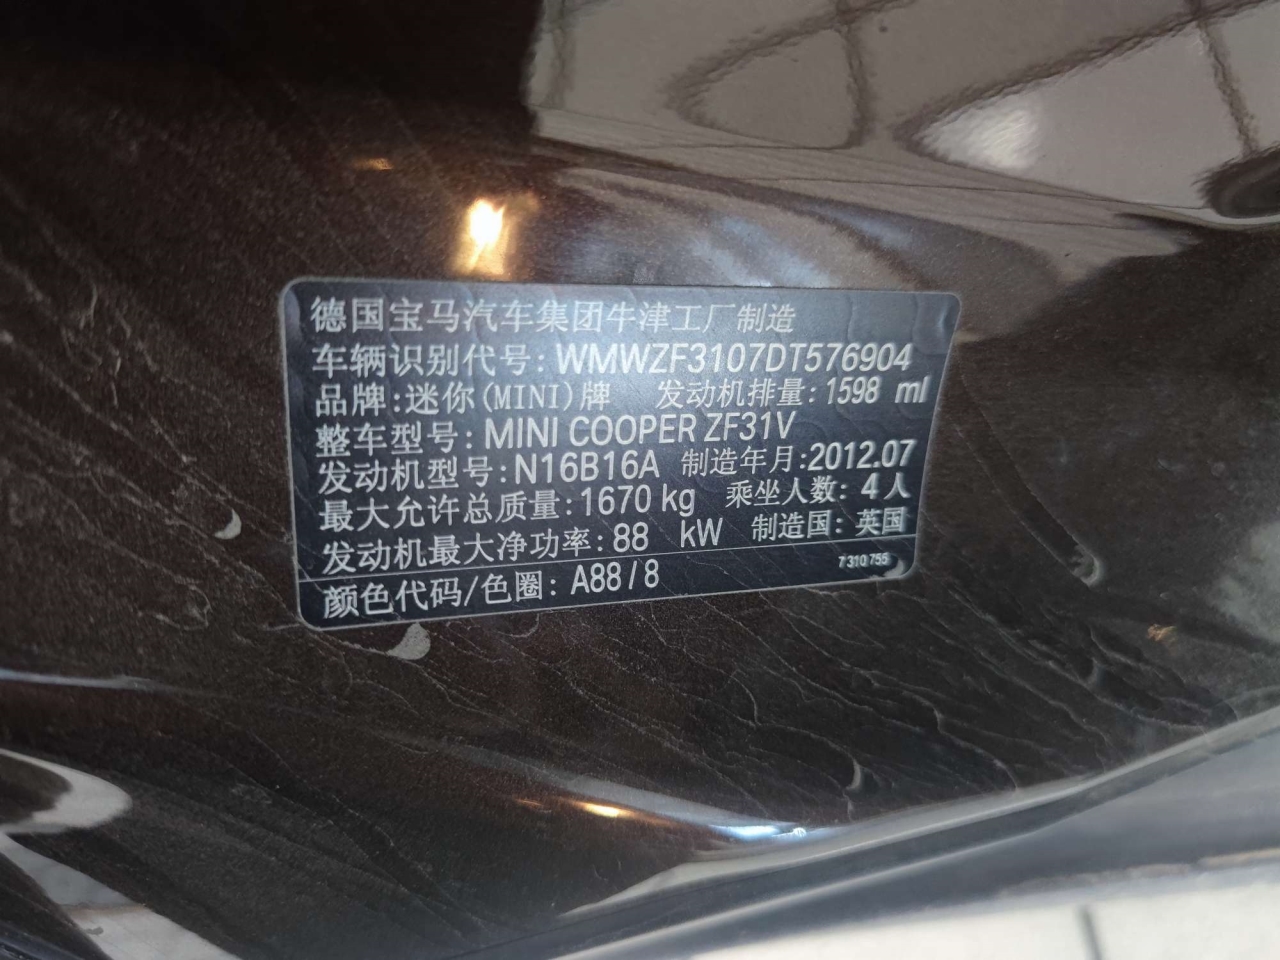 德国宝马汽车集团牛津工厂制造
车辆识别代号: WMWZF3107DT576904
品牌:迷你(MINI)牌 发动机排量: 1598 ml
整车型号: MINI COOPER ZF31V
发动机型号: N16B16A 制造年月:2012.07
最大允许总质量: 1670 kg 乘坐人数: 4人
发动机最大净功率: 88 kW 制造国: 英国
颜色代码/色圈: A88 / 8 7 310 755